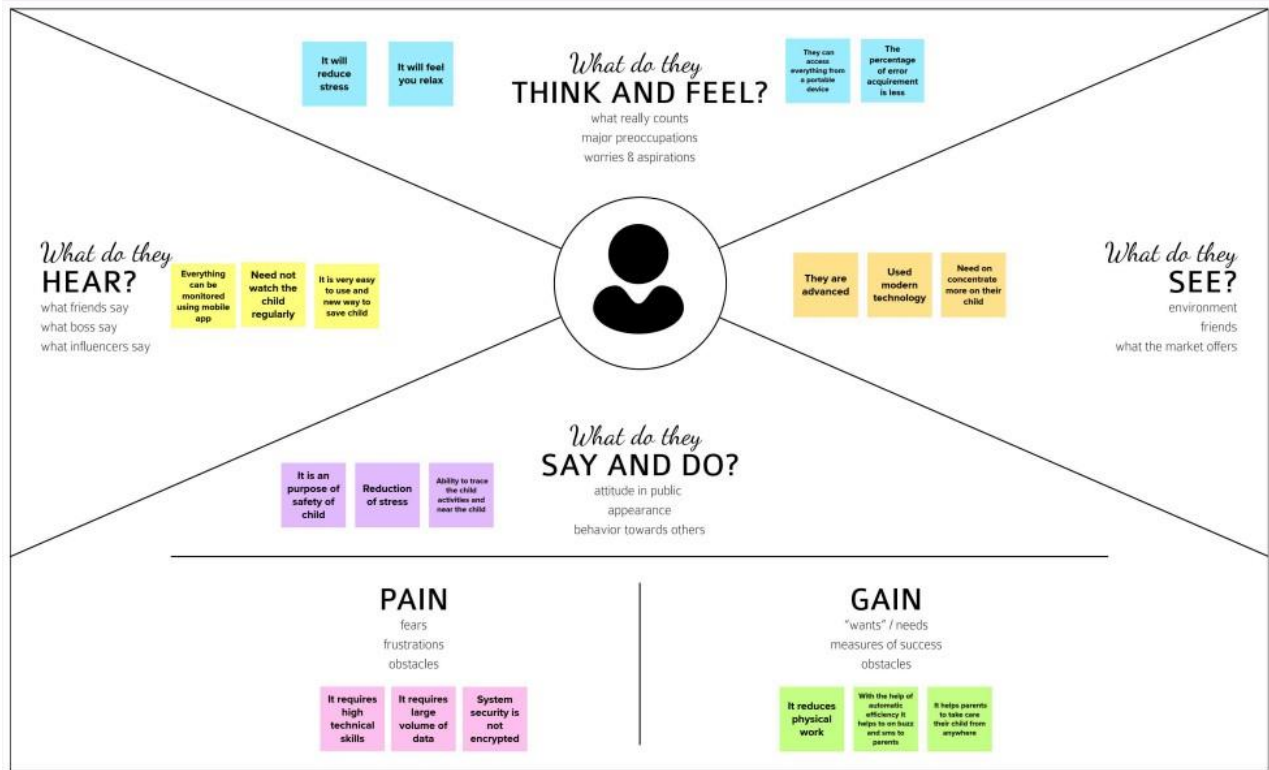 It will
reduce
stress
It will feel
you relax
What do they
THINK AND FEEL?
what really counts
major preoccupations
worries & aspirations
They can
access
everything from
a portable
device
The
percentage
of error
acquirement
is less
What do they
HEAR?
what friends say
what boss say
what influencers say
Everything
can be
monitored
using mobile
app
Need not
watch the
child
regularly
It is very easy
to use and
new way to
save child
They are
advanced
Used
modern
technology
Need on
concentrate
more on their
child
What do they
SEE?
environment
friends
what the market offers
What do they
SAY AND DO?
attitude in public
appearance
behavior towards others
It is an
purpose of
safety of
child
Reduction
of stress
Ability to trace
the child
activities and
near the child
PAIN
fears
frustrations
obstacles
It requires
high
technical
skills
It requires
large
volume of
data
System
security is
not
encrypted
GAIN
"wants" / needs
measures of success
obstacles
It reduces
physical
work
With the help of
automatic
efficiency it
helps to on buzz
and sms to
parents
It helps parents
to take care
their child from
anywhere